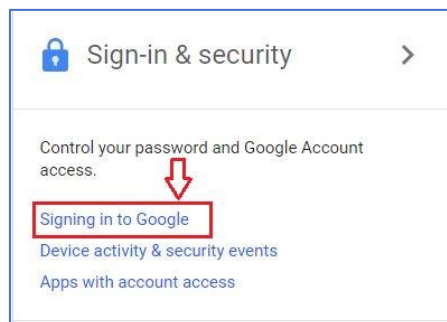 Sign-in & security
Control your password and Google Account
access.
Signing in to Google
Device activity & security events
Apps with account access